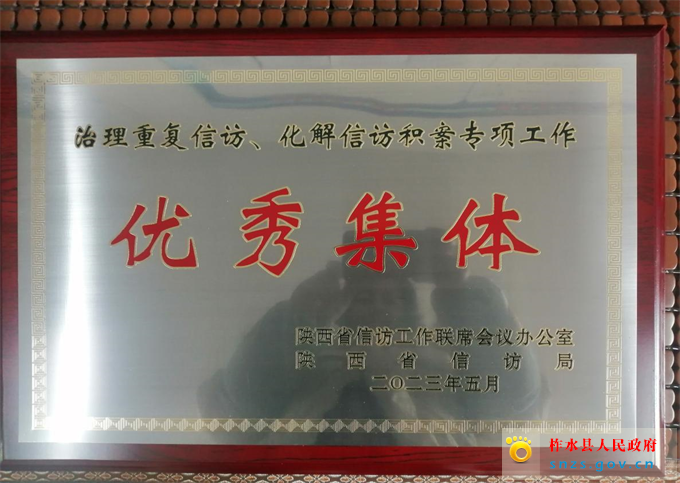 治理重复信访、化解信访积案专项工作
优秀集体
陕西省信访工作联席会议办公室
陕西省信访局
二〇二三年五月
柞水县人民政府